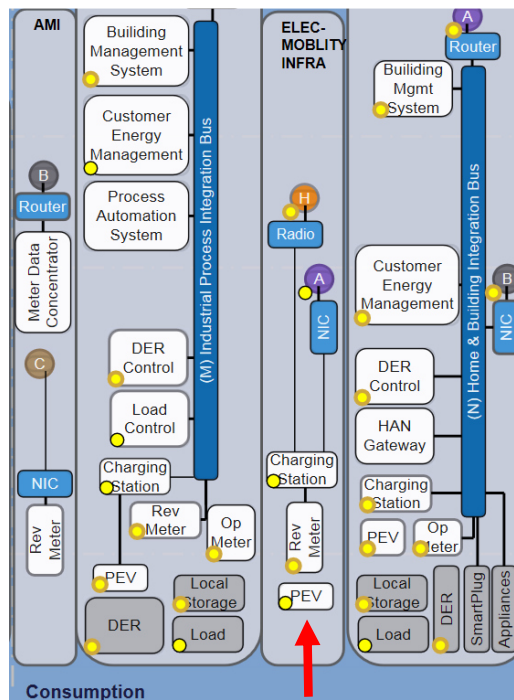 AMI
B
Router
Meter Data
Concentrator
C
NIC
Rev
Meter
Building
Management
System
Customer
Energy
Management
Process
Automation
System
(M) Industrial Process Integration Bus
DER
Control
Load
Control
Charging
Station
Rev
Meter
Op
Meter
PEV
DER
Local
Storage
Load
ELEC-
MOBLITY
INFRA
H
Radio
A
NIC
Charging
Station
Rev
Meter
PEV
A
Router
Building
Mgmt
System
(N) Home & Building Integration Bus
Customer
Energy
Management
B
NIC
DER
Control
HAN
Gateway
Charging
Station
PEV
Op
Meter
Local
Storage
Load
DER
SmartPlug
Appliances
Consumption